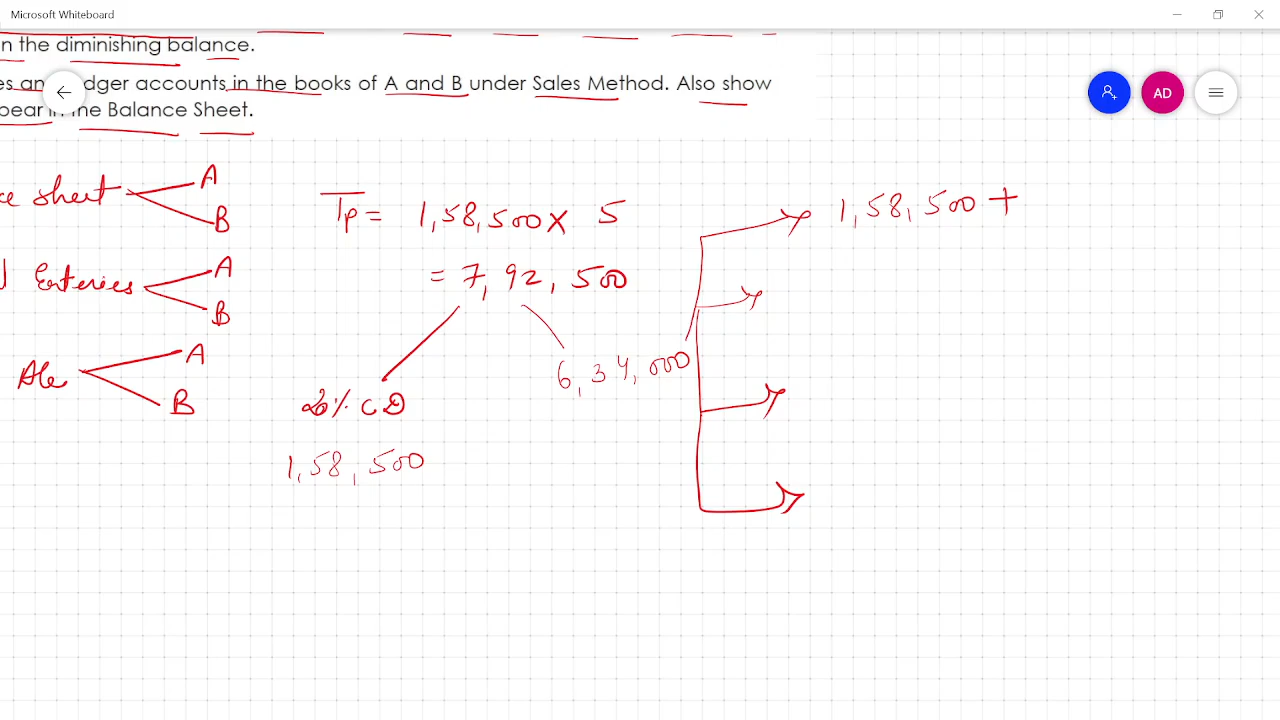 Microsoft Whiteboard
n the diminishing balance.
es an dger accounts in the books of A and B under Sales Method. Also show
pear in the Balance Sheet.
AD
ce sheet A
B
Tp = 1,58,500 X 5
= 7,92,500
1,58,500 +
Enteries A
B
6,34,000
A
B
20% CD
1,58,500